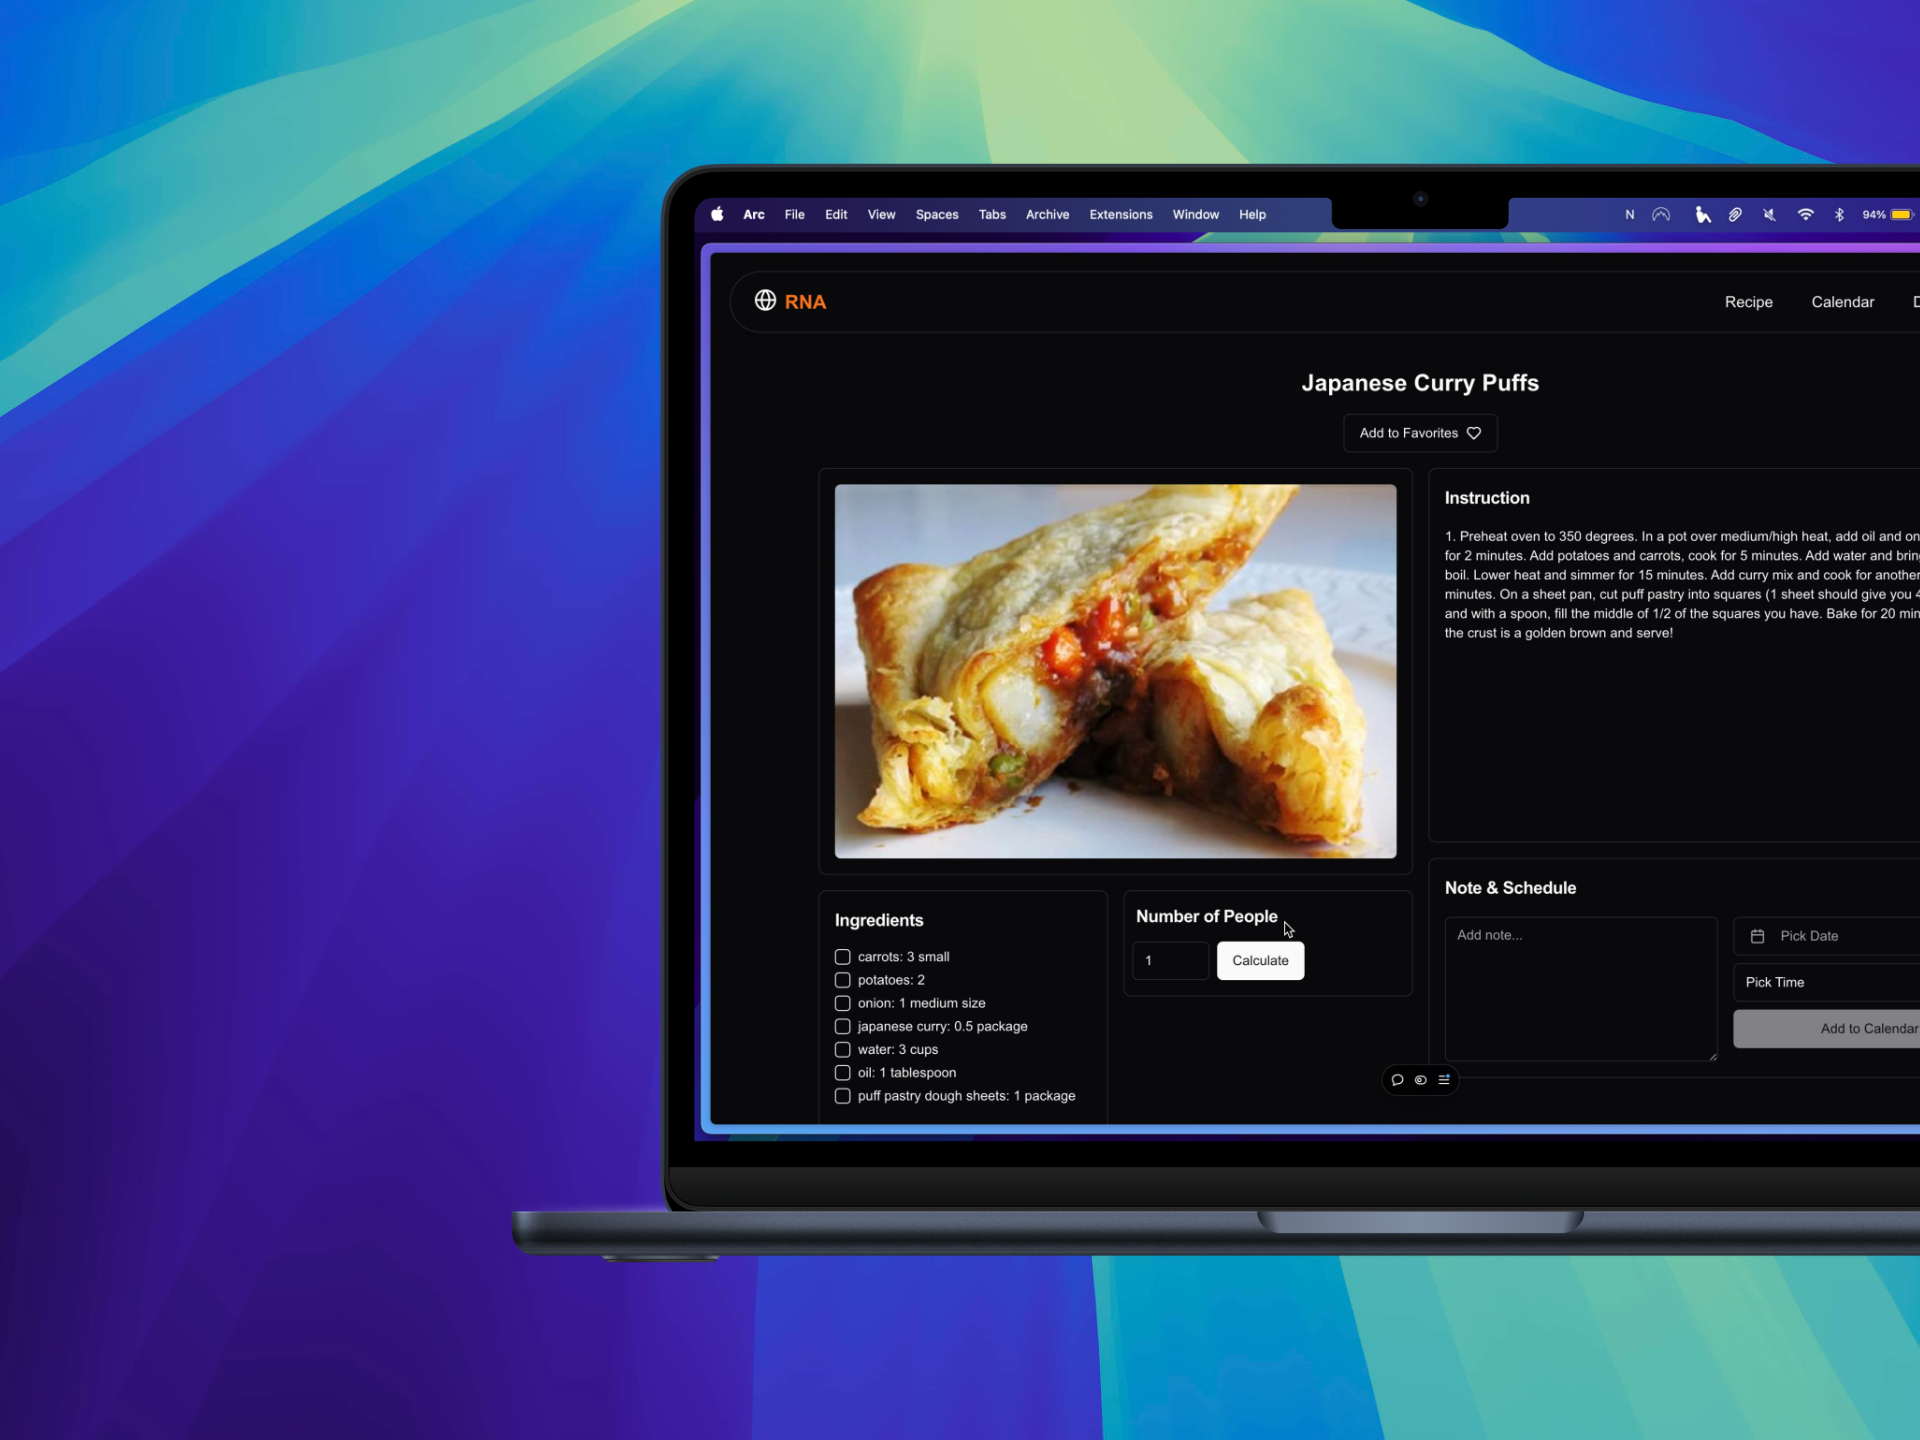 Arc File Edit View Spaces Tabs Archive Extensions Window Help N 94%
RNA Recipe Calendar
Japanese Curry Puffs
Add to Favorites
Instruction
1. Preheat oven to 350 degrees. In a pot over medium/high heat, add oil and
for 2 minutes. Add potatoes and carrots, cook for 5 minutes. Add water and
boil. Lower heat and simmer for 15 minutes. Add curry mix and cook for another
minutes. On a sheet pan, cut puff pastry into squares (1 sheet should give you
and with a spoon, fill the middle of 1/2 of the squares you have. Bake for 20
the crust is a golden brown and serve!
Ingredients
carrots: 3 small
potatoes: 2
onion: 1 medium size
japanese curry: 0.5 package
water: 3 cups
oil: 1 tablespoon
puff pastry dough sheets: 1 package
Number of People
1 Calculate
Note & Schedule
Add note...
Pick Date
Pick Time
Add to Calendar